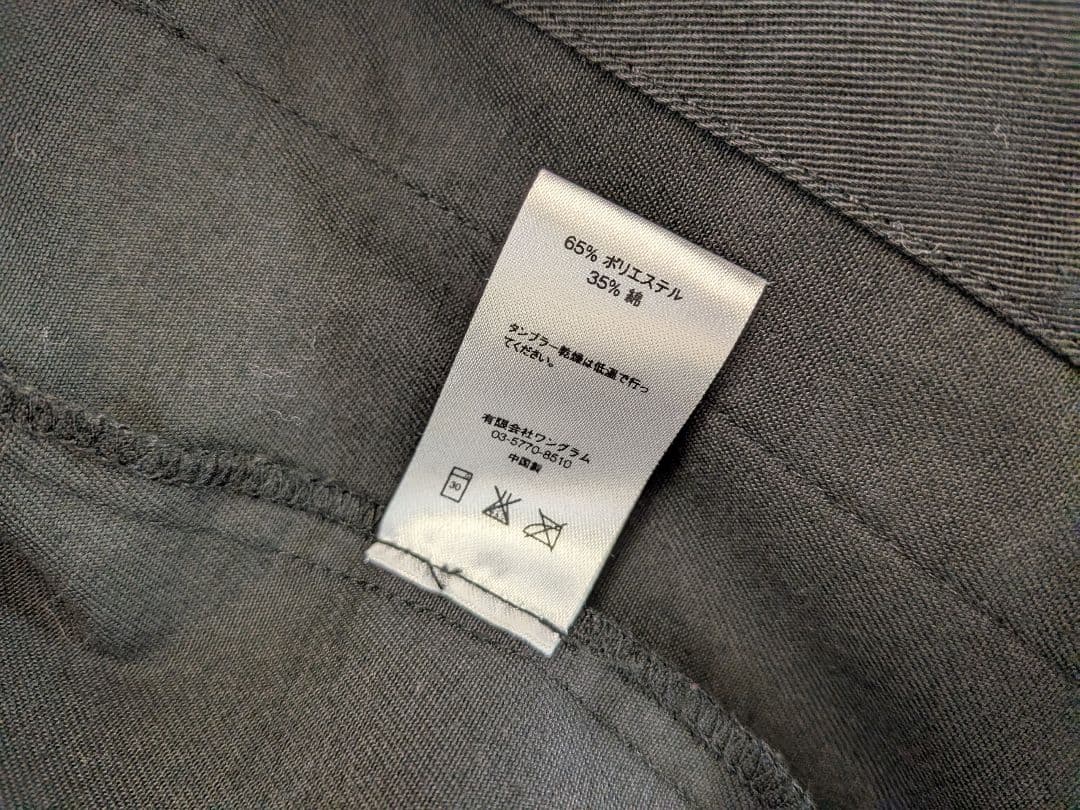 65% ポリエステル
35% 綿
タンブラー乾燥は低温で行っ
てください。
有限会社ワングラム
03-5770-8510
中国製
30